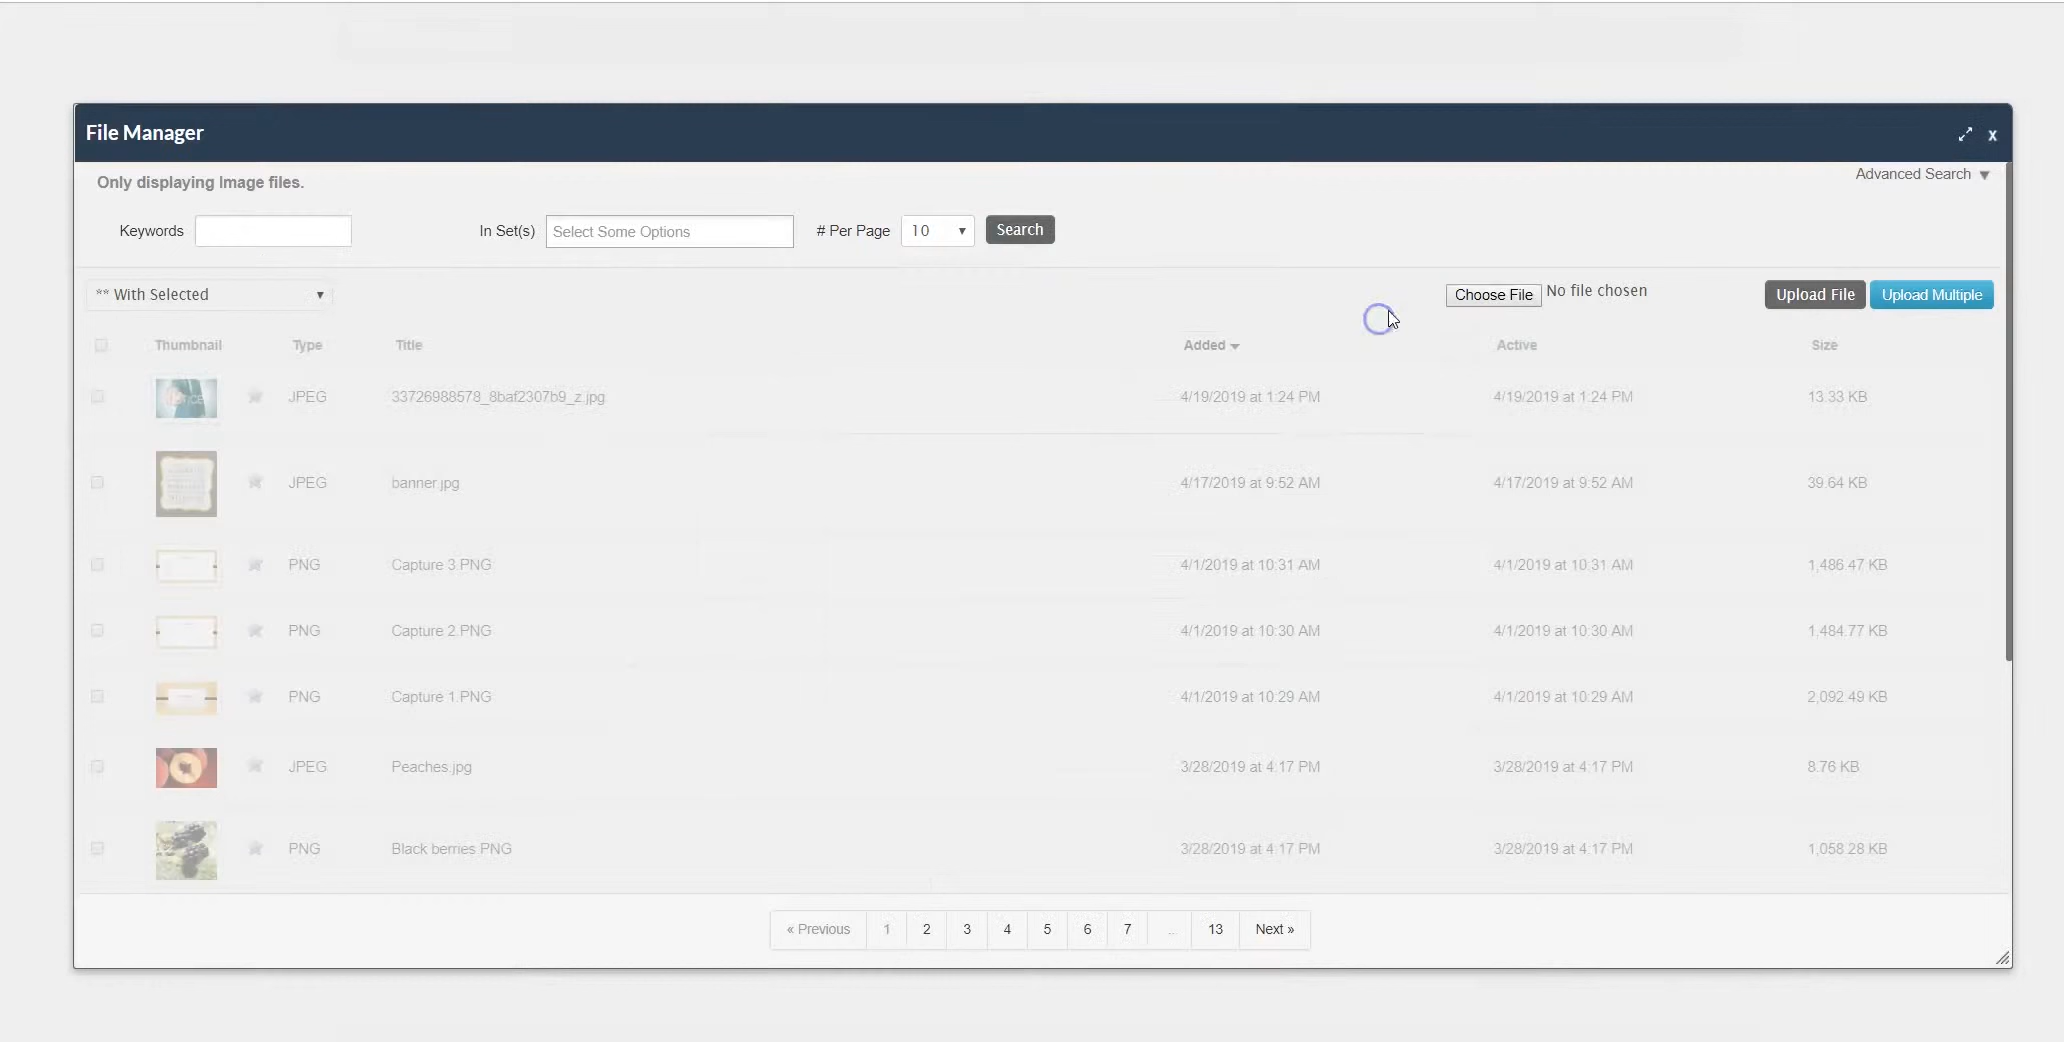 File Manager
x
Only displaying Image files.
Advanced Search ▼
Keywords
In Set(s)
Select Some Options
# Per Page
10
Search
** With Selected
Choose File
No file chosen
Upload File
Upload Multiple
Thumbnail Type Title Added Active Size
JPEG 33726988578_8baf2307b9_z.jpg 4/19/2019 at 1:24 PM 4/19/2019 at 1:24 PM 13.33 KB
JPEG banner.jpg 4/17/2019 at 9:52 AM 4/17/2019 at 9:52 AM 39.64 KB
PNG Capture 3.PNG 4/1/2019 at 10:31 AM 4/1/2019 at 10:31 AM 1,486.47 KB
PNG Capture 2.PNG 4/1/2019 at 10:30 AM 4/1/2019 at 10:30 AM 1,484.77 KB
PNG Capture 1.PNG 4/1/2019 at 10:29 AM 4/1/2019 at 10:29 AM 2,092.49 KB
JPEG Peaches.jpg 3/28/2019 at 4:17 PM 3/28/2019 at 4:17 PM 8.76 KB
PNG Black berries.PNG 3/28/2019 at 4:17 PM 3/28/2019 at 4:17 PM 1,058.28 KB
« Previous 1 2 3 4 5 6 7 ... 13 Next »